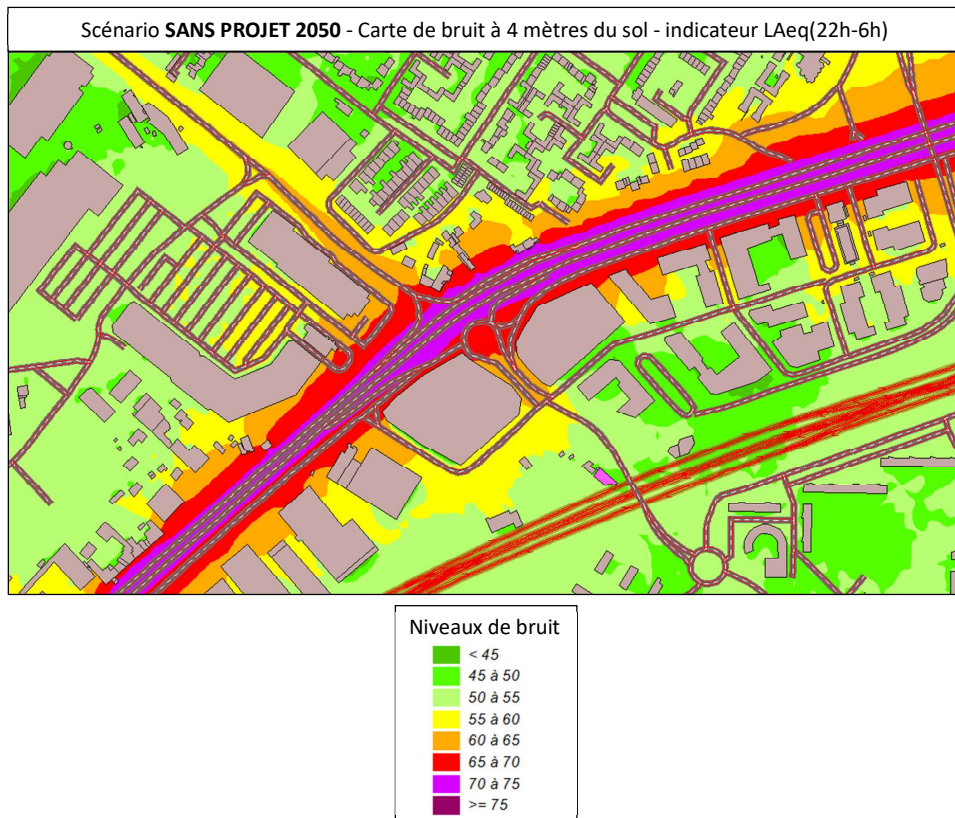 Scénario SANS PROJET 2050 - Carte de bruit à 4 mètres du sol - indicateur LAeq(22h-6h)
Niveaux de bruit
< 45
45 à 50
50 à 55
55 à 60
60 à 65
65 à 70
70 à 75
>= 75